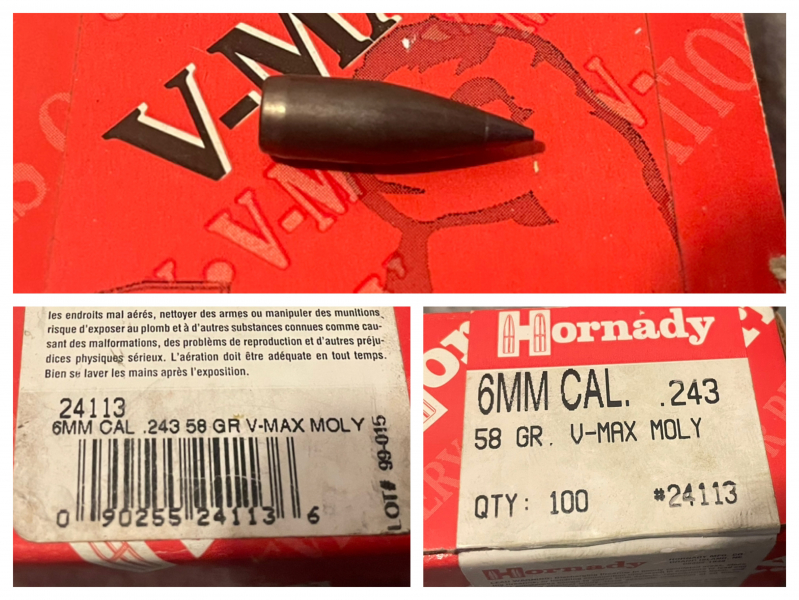 V-MA
V-M
V-
les endroits mal aérés, nettoyer des armes ou manipuler des munitions
risque d'exposer au plomb et à d'autres substances connues comme cau-
sant des malformations, des problèmes de reproduction et d'autres préju-
dices physiques sérieux. L'aération doit être adéquate en tout temps.
Bien se laver les mains après l'exposition.
24113
6MM CAL .243 58 GR V-MAX MOLY
LOT# 99-015
0 90255 24113 6
Hornady
6MM CAL. .243
58 GR. V-MAX MOLY
QTY: 100 #24113
Hornady